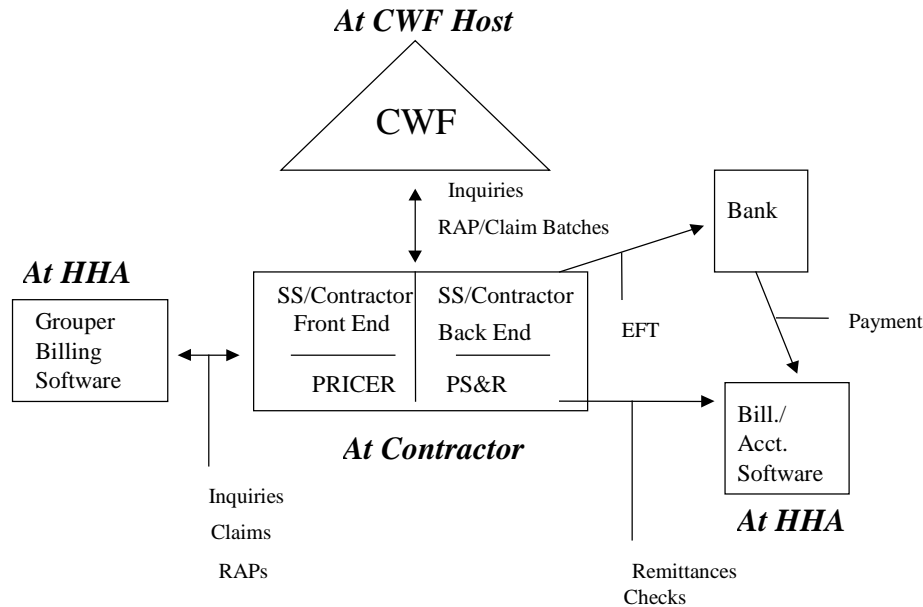 At CWF Host
CWF
Inquiries
RAP/Claim Batches
Bank
At HHA
Grouper
Billing
Software
SS/Contractor
Front End
PRICER
SS/Contractor
Back End
PS&R
EFT
Payment
At Contractor
Bill./
Acct.
Software
At HHA
Inquiries
Claims
RAPs
Remittances
Checks